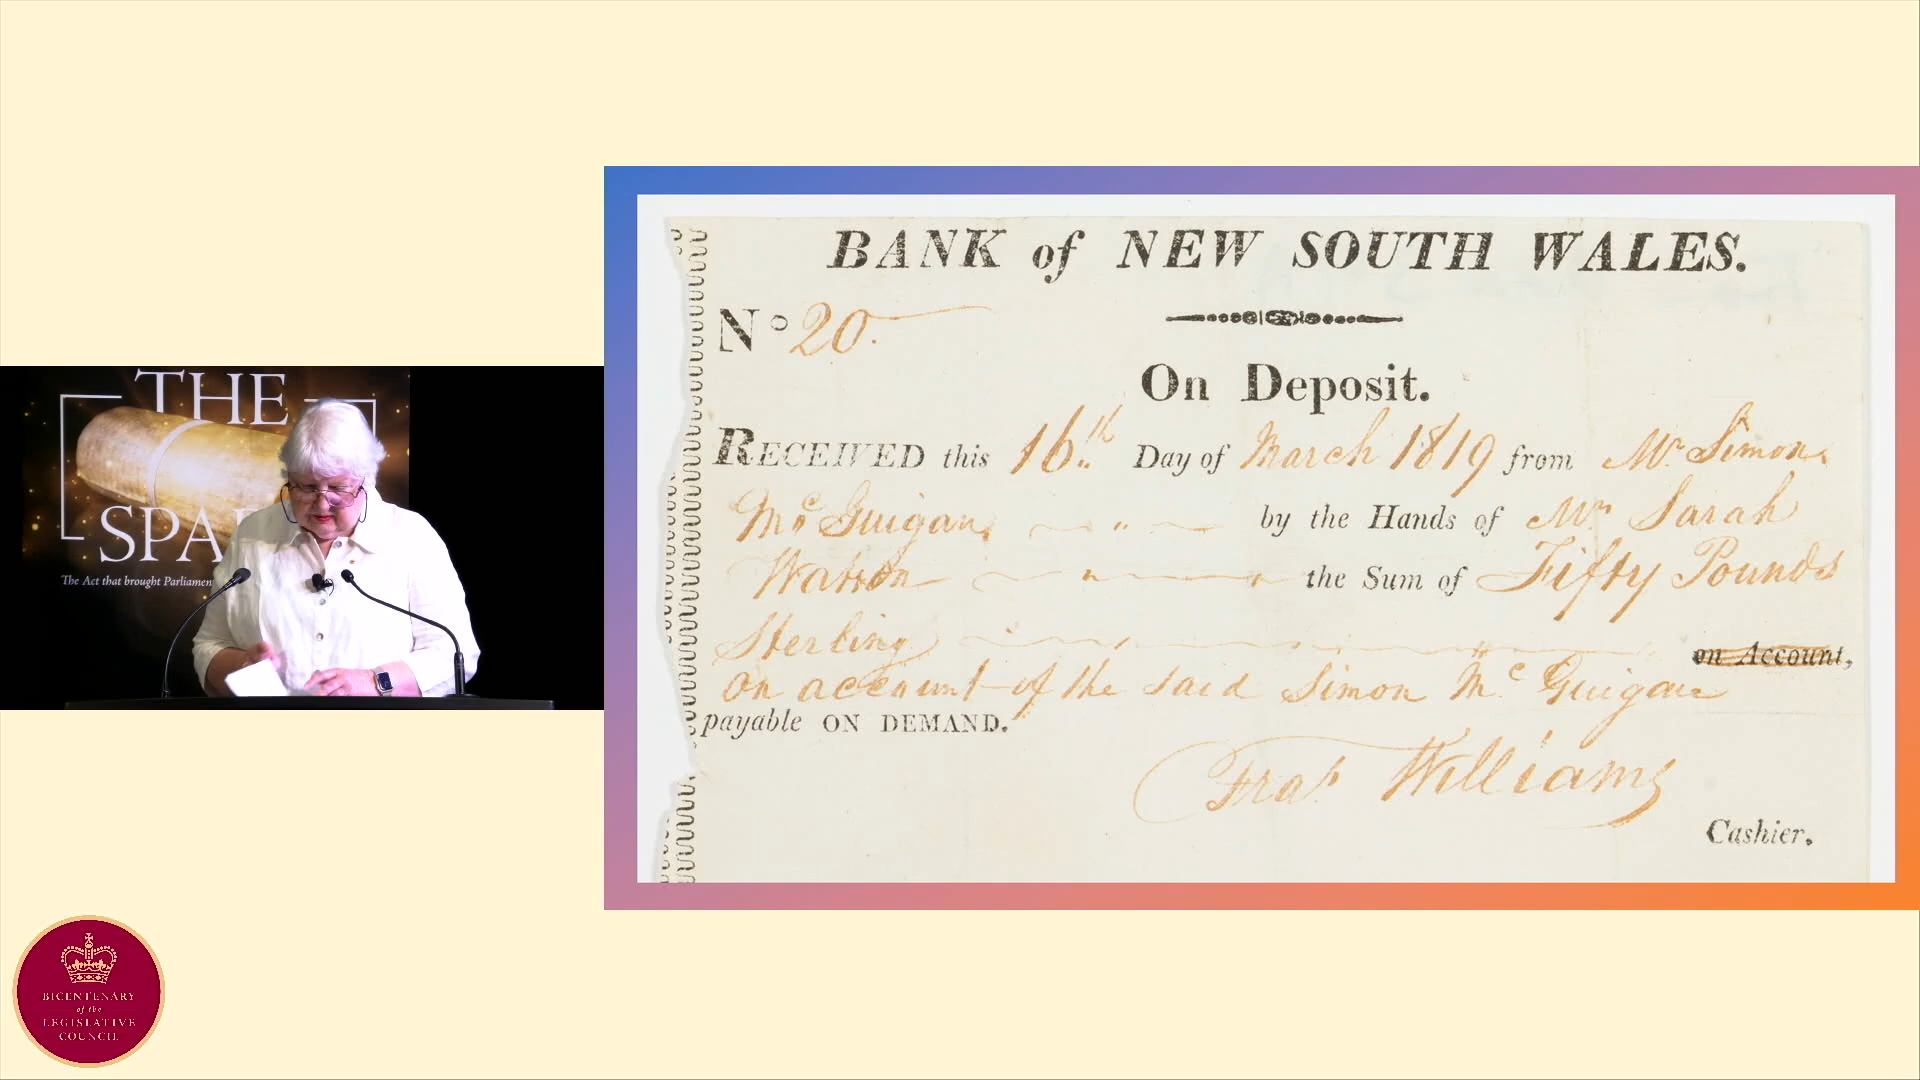 THE
SPA
The Act that brought Parliamen
BICENTENARY
of the
LEGISLATIVE
COUNCIL
BANK of NEW SOUTH WALES.
No 20.
On Deposit.
RECEIVED this 16th Day of March 1819 from Mr Simon
Mc Guigan by the Hands of Mrs Sarah
Watson the Sum of Fifty Pounds
Sterling on Account,
on account of the said Simon Mc Guigan
payable ON DEMAND.
Fras Williams
Cashier.